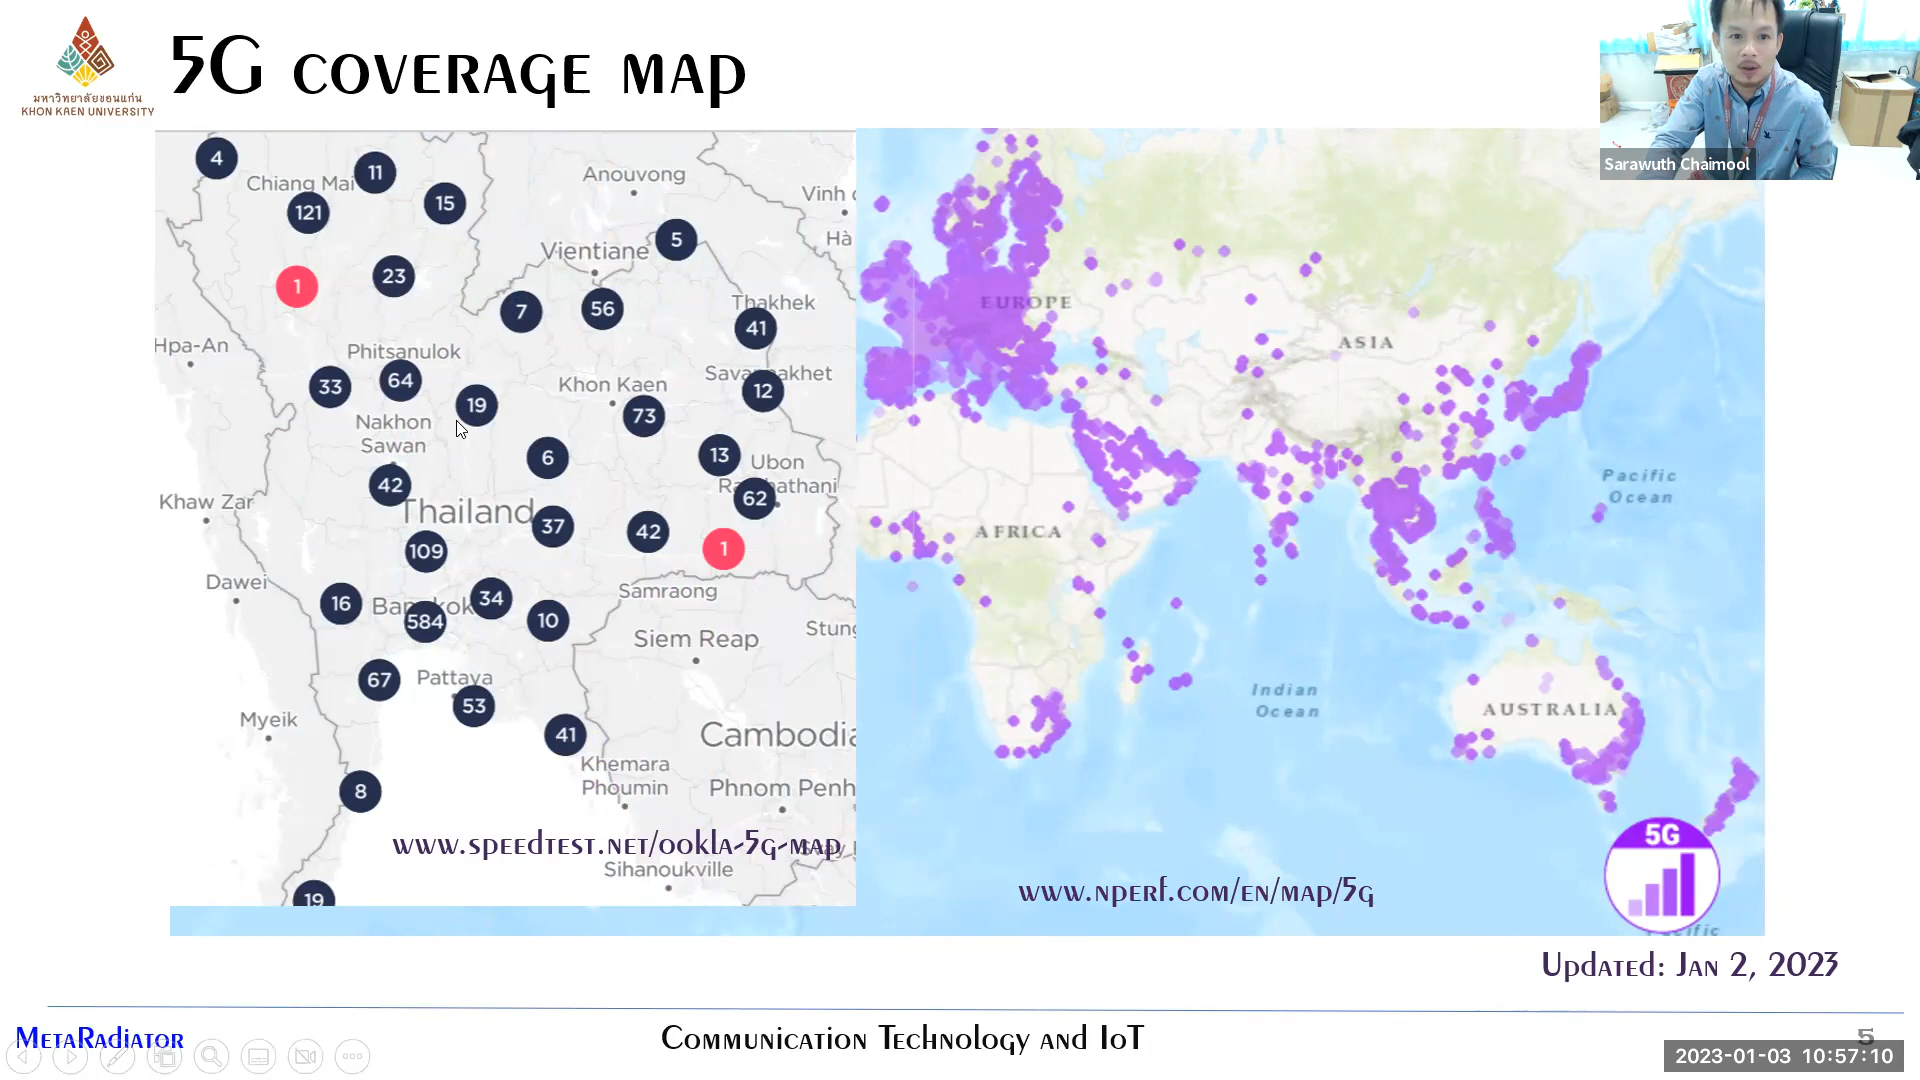 5G COVERAGE MAP
มหาวิทยาลัยขอนแก่น
KHON KAEN UNIVERSITY
Sarawuth Chaimool
4
11
Chiang Mai
121
15
Anouvong
Vinh
Hà
5
Vientiane
1
23
7
56
Thakhek
41
Hpa-An
Phitsanulok
33
64
19
Khon Kaen
73
12
Nakhon
Sawan
6
13
Ubon
42
62
Khaw Zar
Thailand
37
42
1
109
Dawei
16
Bangkok
584
34
10
Samraong
Siem Reap
Stung
67
Pattaya
53
Myeik
41
Cambodia
Khemara
Phoumin
Phnom Penh
8
www.speedtest.net/ookla-5g-map
Sihanoukville
19
EUROPE
ASIA
AFRICA
Pacific
Ocean
Indian
Ocean
AUSTRALIA
5G
www.nperf.com/en/map/5g
Updated: Jan 2, 2023
MetaRadiator
Communication Technology and IoT
5
2023-01-03 10:57:10